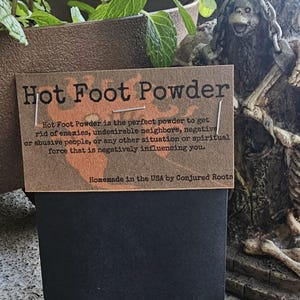 Hot Foot Powder
Hot Foot Powder is the perfect powder to get
rid of enemies, undesirable neighbors, negative
or abusive people, or any other situation or spiritual
force that is negatively influencing you.
Homemade in the USA by Conjured Roots